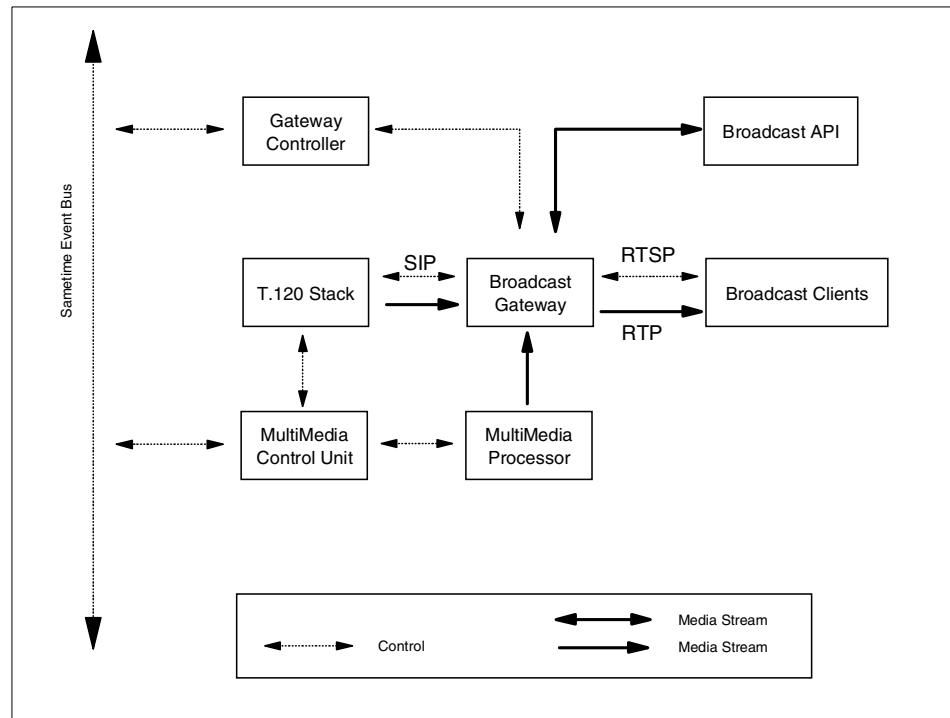 Sametime Event Bus
Gateway
Controller
Broadcast API
SIP
RTSP
T.120 Stack
Broadcast
Gateway
Broadcast Clients
RTP
MultiMedia
Control Unit
MultiMedia
Processor
Control
Media Stream
Media Stream